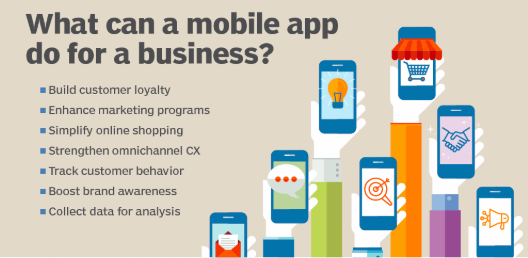 What can a mobile app
do for a business?
Build customer loyalty
Enhance marketing programs
Simplify online shopping
Strengthen omnichannel CX
Track customer behavior
Boost brand awareness
Collect data for analysis